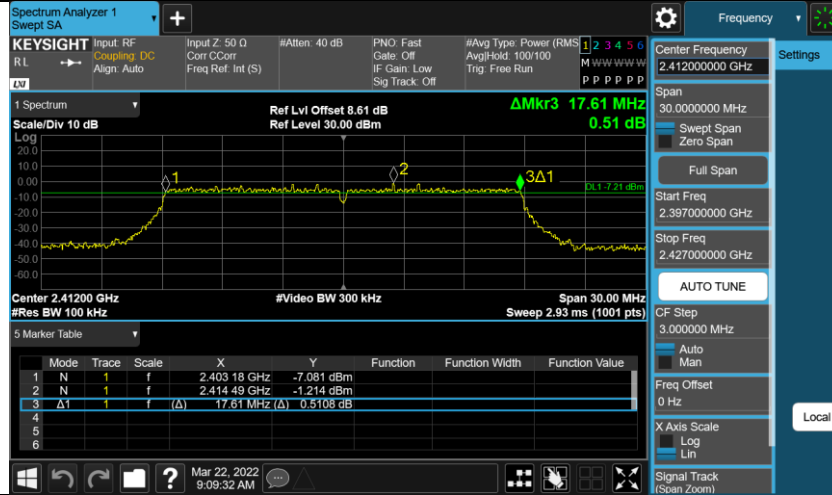 Spectrum Analyzer 1
Swept SA
+
Frequency
KEYSIGHT
RL
LXI
Input: RF
Coupling: DC
Align: Auto
Input Z: 50 Ω
Corr CCorr
Freq Ref: Int (S)
#Atten: 40 dB
PNO: Fast
Gate: Off
IF Gain: Low
Sig Track: Off
#Avg Type: Power (RMS
Avg|Hold: 100/100
Trig: Free Run
1 2 3 4 5 6
M W W W W W
P P P P P P
1 Spectrum
Scale/Div 10 dB
Ref Lvl Offset 8.61 dB
Ref Level 30.00 dBm
ΔMkr3 17.61 MHz
0.51 dB
Log
20.0
10.0
0.00
-10.0
-20.0
-30.0
-40.0
-50.0
-60.0
1
2
3Δ1
DL1 -7.21 dBm
Center 2.41200 GHz
#Res BW 100 kHz
#Video BW 300 kHz
Span 30.00 MHz
Sweep 2.93 ms (1001 pts)
5 Marker Table
Mode Trace Scale X Y Function Function Width Function Value
1 N 1 f 2.403 18 GHz -7.081 dBm
2 N 1 f 2.414 49 GHz -1.214 dBm
3 Δ1 1 f (Δ) 17.61 MHz (Δ) 0.5108 dB
4
5
6
?
Mar 22, 2022
9:09:32 AM
Center Frequency
2.412000000 GHz
Span
30.0000000 MHz
Swept Span
Zero Span
Full Span
Start Freq
2.397000000 GHz
Stop Freq
2.427000000 GHz
AUTO TUNE
CF Step
3.000000 MHz
Auto
Man
Freq Offset
0 Hz
X Axis Scale
Log
Lin
Signal Track
(Span Zoom)
Settings
Local